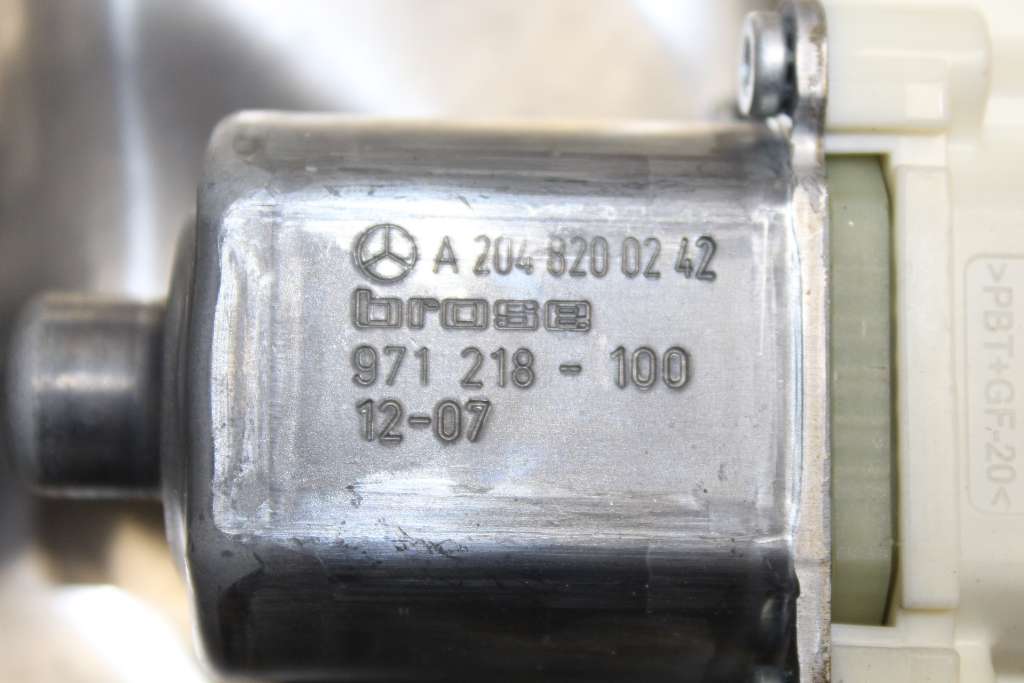 A 204 820 02 42
brose
971 218 - 100
12-07
>PBT+GF-20<